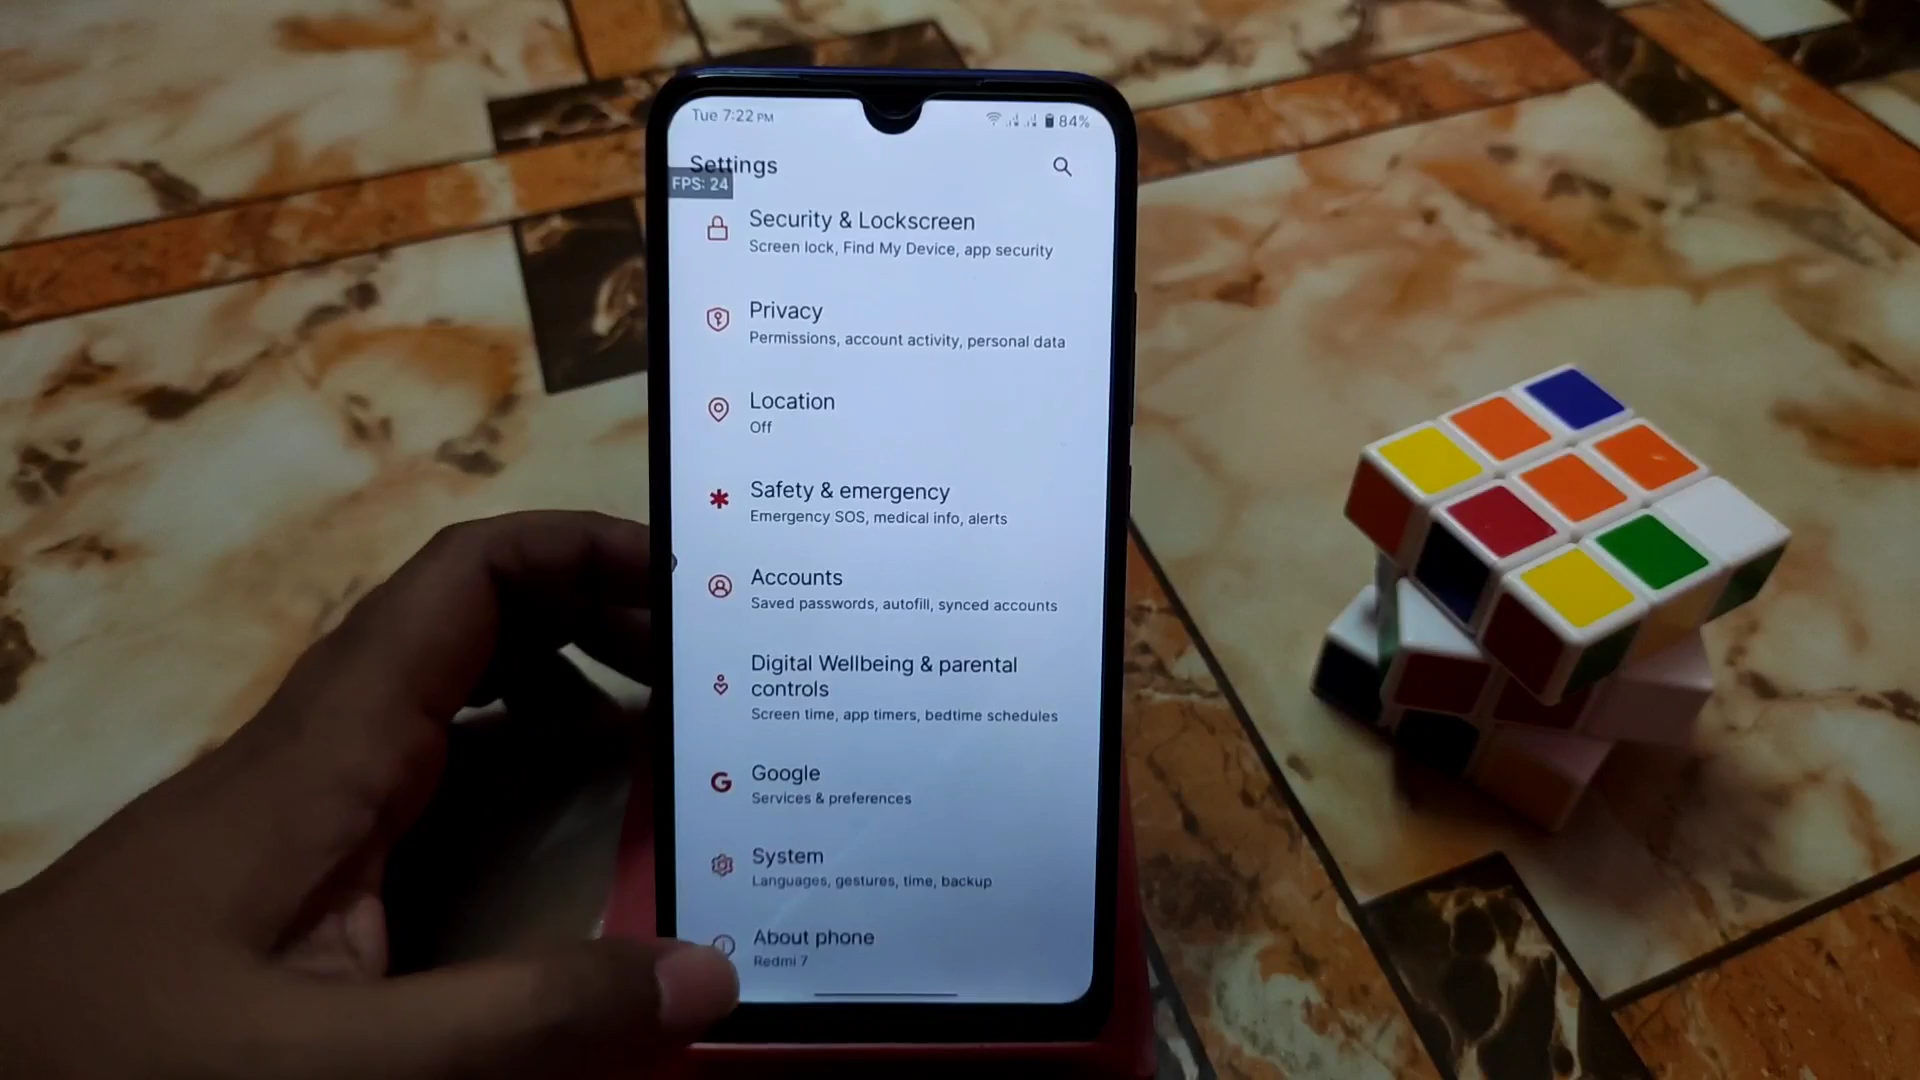 Tue 7:22 PM
84%
Settings
FPS: 24
Security & Lockscreen
Screen lock, Find My Device, app security
Privacy
Permissions, account activity, personal data
Location
Off
Safety & emergency
Emergency SOS, medical info, alerts
Accounts
Saved passwords, autofill, synced accounts
Digital Wellbeing & parental
controls
Screen time, app timers, bedtime schedules
Google
Services & preferences
System
Languages, gestures, time, backup
About phone
Redmi 7